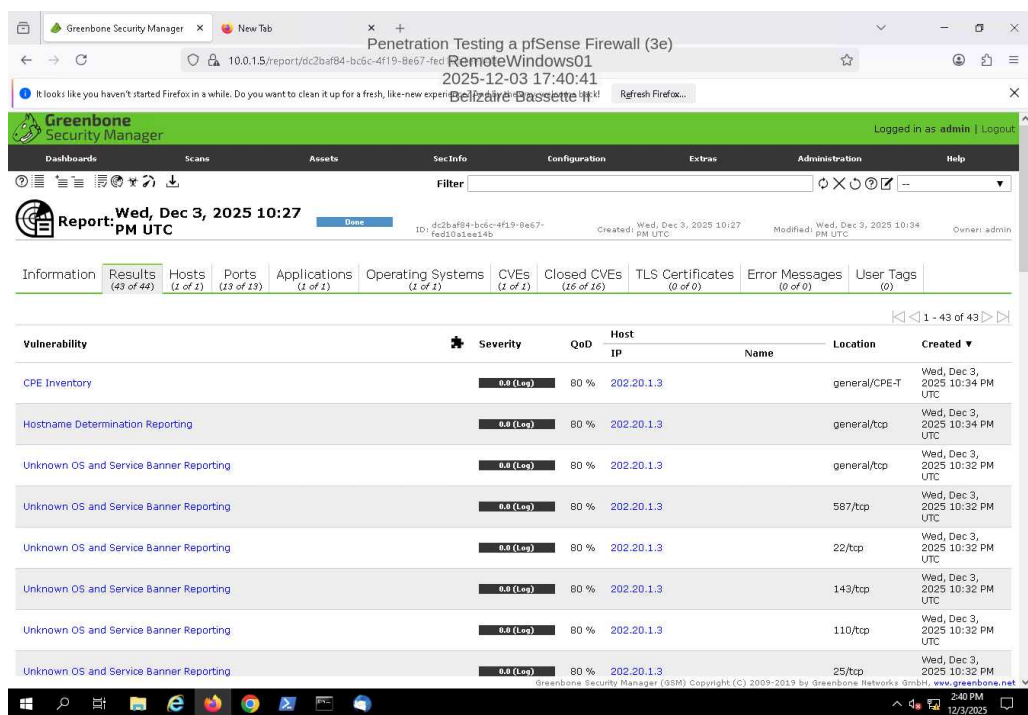 Greenbone Security Manager
New Tab
Penetration Testing a pfSense Firewall (3e)
RemoteWindows01
2025-12-03 17:40:41
Belizaire Bassette II
10.0.1.5/report/dc2baf84-bc6c-4f19-8e67-fed
It looks like you haven't started Firefox in a while. Do you want to clean it up for a fresh, like-new
Refresh Firefox...
Greenbone
Security Manager
Logged in as admin | Logout
Dashboards Scans Assets SecInfo Configuration Extras Administration Help
Filter
--
Report: Wed, Dec 3, 2025 10:27
PM UTC
Done
ID: dc2baf84-bc6c-4f19-8e67-
fed10a1ee14b
Created: Wed, Dec 3, 2025 10:27
PM UTC
Modified: Wed, Dec 3, 2025 10:34
PM UTC
Owner: admin
Information Results Hosts Ports Applications Operating Systems CVEs Closed CVEs TLS Certificates Error Messages User Tags
(43 of 44) (1 of 1) (13 of 13) (1 of 1) (1 of 1) (1 of 1) (16 of 16) (0 of 0) (0 of 0) (0)
1 - 43 of 43
Vulnerability Severity QoD Host Location Created ▼
IP Name
CPE Inventory 0.0 (Log) 80 % 202.20.1.3 general/CPE-T Wed, Dec 3,
2025 10:34 PM
UTC
Hostname Determination Reporting 0.0 (Log) 80 % 202.20.1.3 general/tcp Wed, Dec 3,
2025 10:34 PM
UTC
Unknown OS and Service Banner Reporting 0.0 (Log) 80 % 202.20.1.3 general/tcp Wed, Dec 3,
2025 10:32 PM
UTC
Unknown OS and Service Banner Reporting 0.0 (Log) 80 % 202.20.1.3 587/tcp Wed, Dec 3,
2025 10:32 PM
UTC
Unknown OS and Service Banner Reporting 0.0 (Log) 80 % 202.20.1.3 22/tcp Wed, Dec 3,
2025 10:32 PM
UTC
Unknown OS and Service Banner Reporting 0.0 (Log) 80 % 202.20.1.3 143/tcp Wed, Dec 3,
2025 10:32 PM
UTC
Unknown OS and Service Banner Reporting 0.0 (Log) 80 % 202.20.1.3 110/tcp Wed, Dec 3,
2025 10:32 PM
UTC
Unknown OS and Service Banner Reporting 0.0 (Log) 80 % 202.20.1.3 25/tcp Wed, Dec 3,
2025 10:32 PM
Greenbone Security Manager (GSM) Copyright (C) 2009-2019 by Greenbone Networks GmbH, www.greenbone.net
2:40 PM
12/3/2025